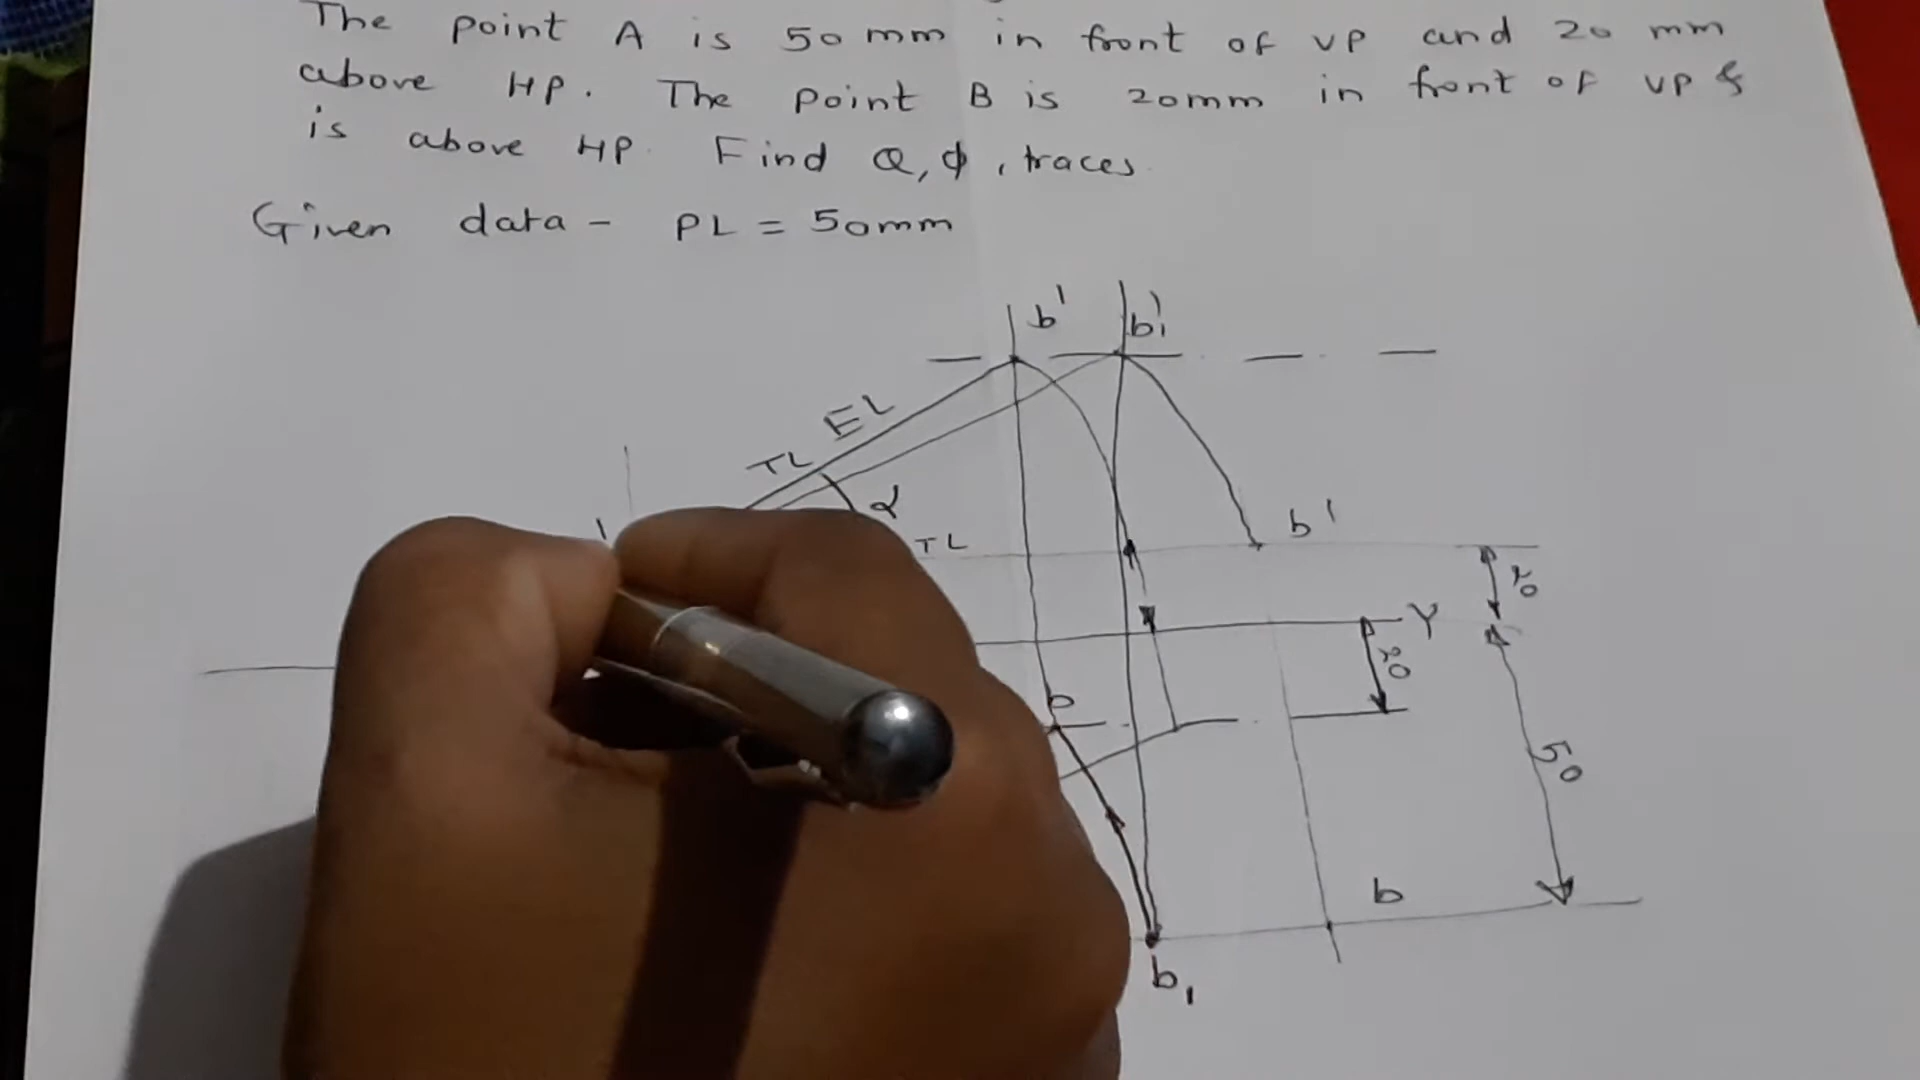 The point A is 50 mm in front of VP and 20 mm
above HP. The point B is 20mm in front of VP &
is above HP. Find Q, ϕ, traces.
Given data - PL = 50mm
b'
b1'
EL
TL
α
TL
b'
20
Y
20
b
50
b
b1